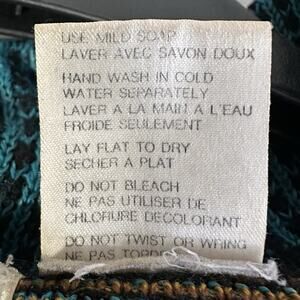 USE MILD SOAP
LAVER AVEC SAVON DOUX
HAND WASH IN COLD
WATER SEPARATELY
LAVER A LA MAIN A L'EAU
FROIDE SEULEMENT
LAY FLAT TO DRY
SECHER A PLAT
DO NOT BLEACH
NE PAS UTILISER DE
CHLORURE DECOLORANT
DO NOT TWIST OR WRING
NE PAS